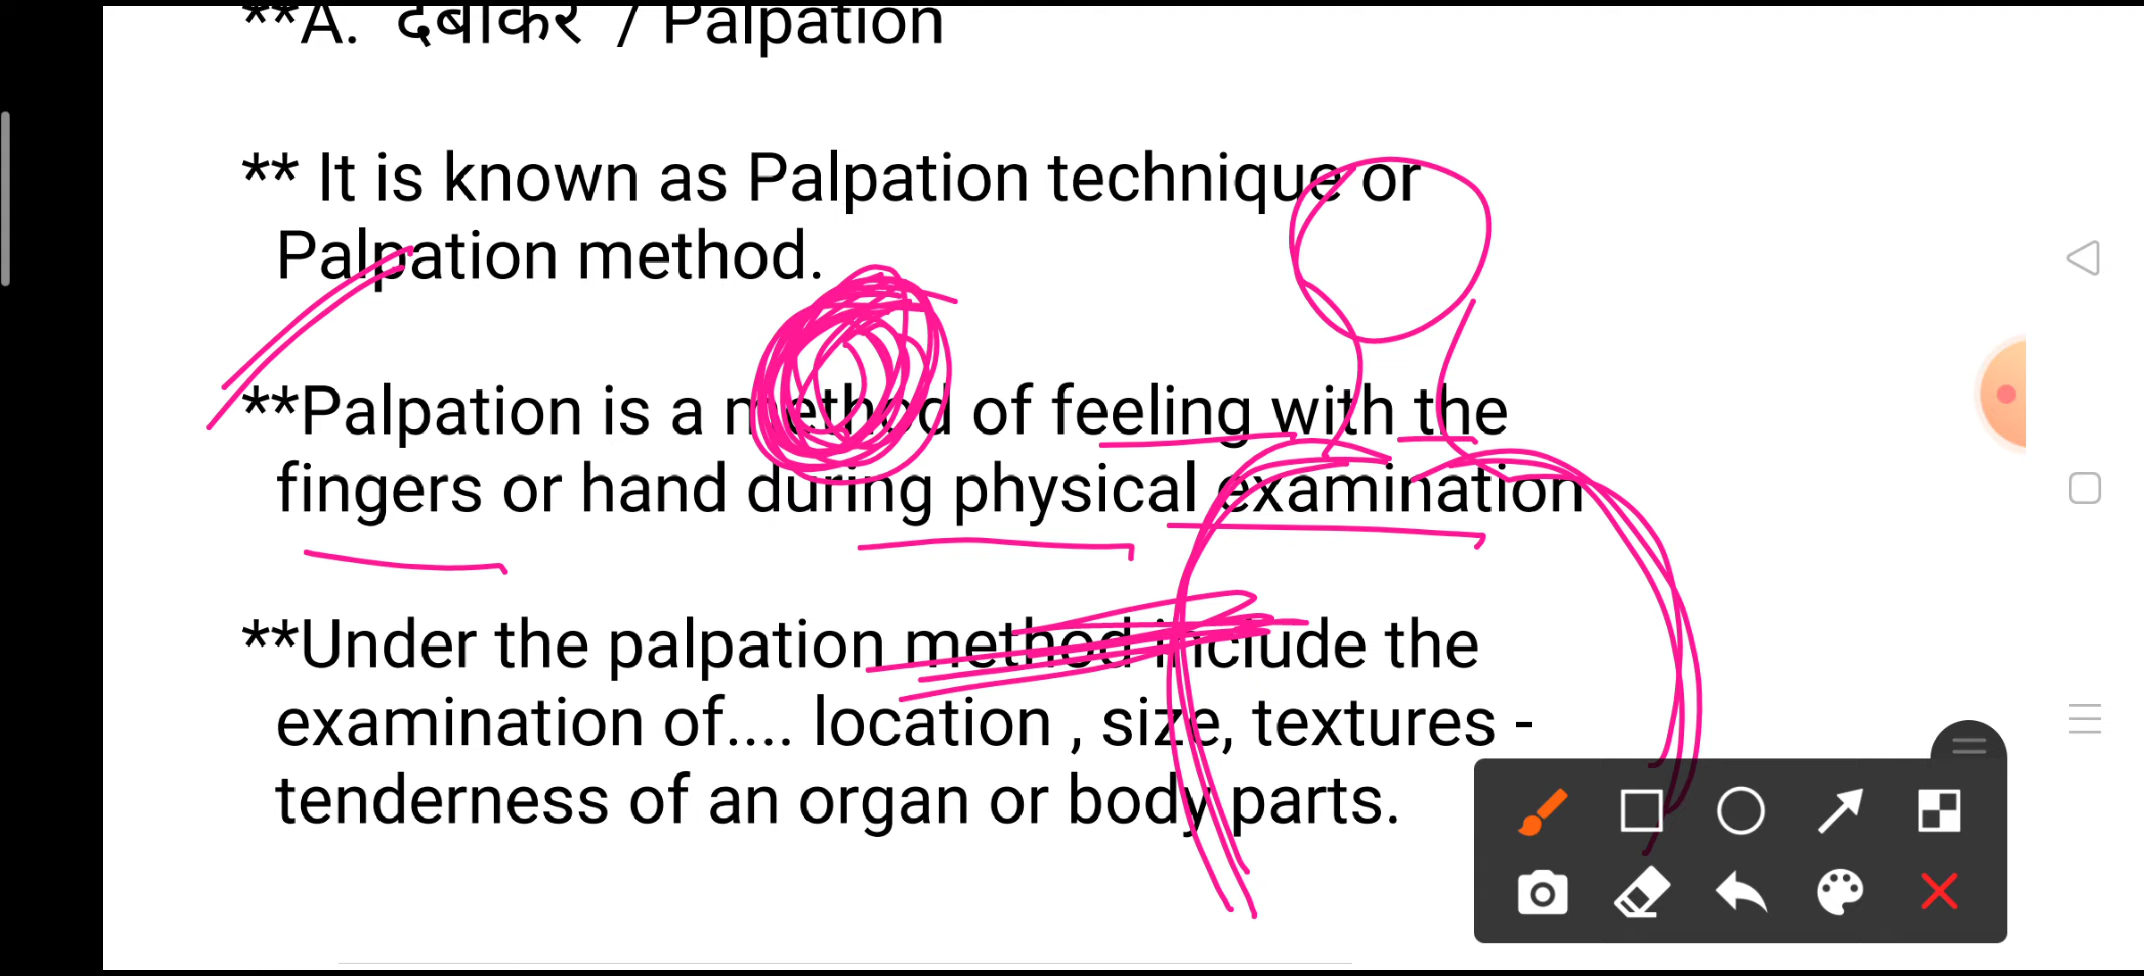 **A. दबाकर / Palpation
** It is known as Palpation technique or
Palpation method.
**Palpation is a method of feeling with the
fingers or hand during physical examination
**Under the palpation method include the
examination of.... location , size, textures -
tenderness of an organ or body parts.